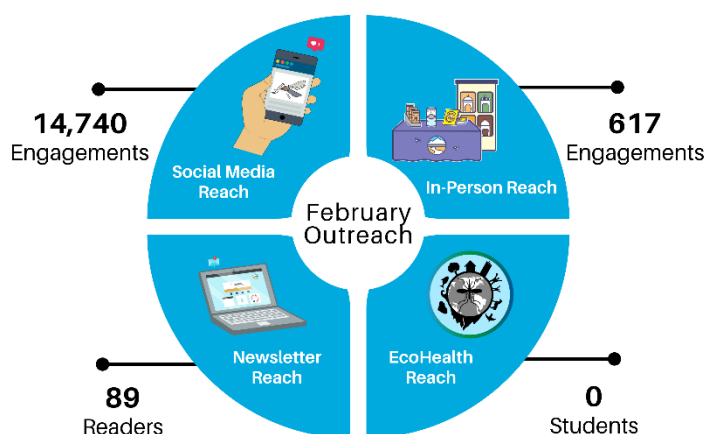 14,740
Engagements
Social Media
Reach
617
Engagements
In-Person Reach
February
Outreach
Newsletter
Reach
89
Readers
EcoHealth
Reach
0
Students